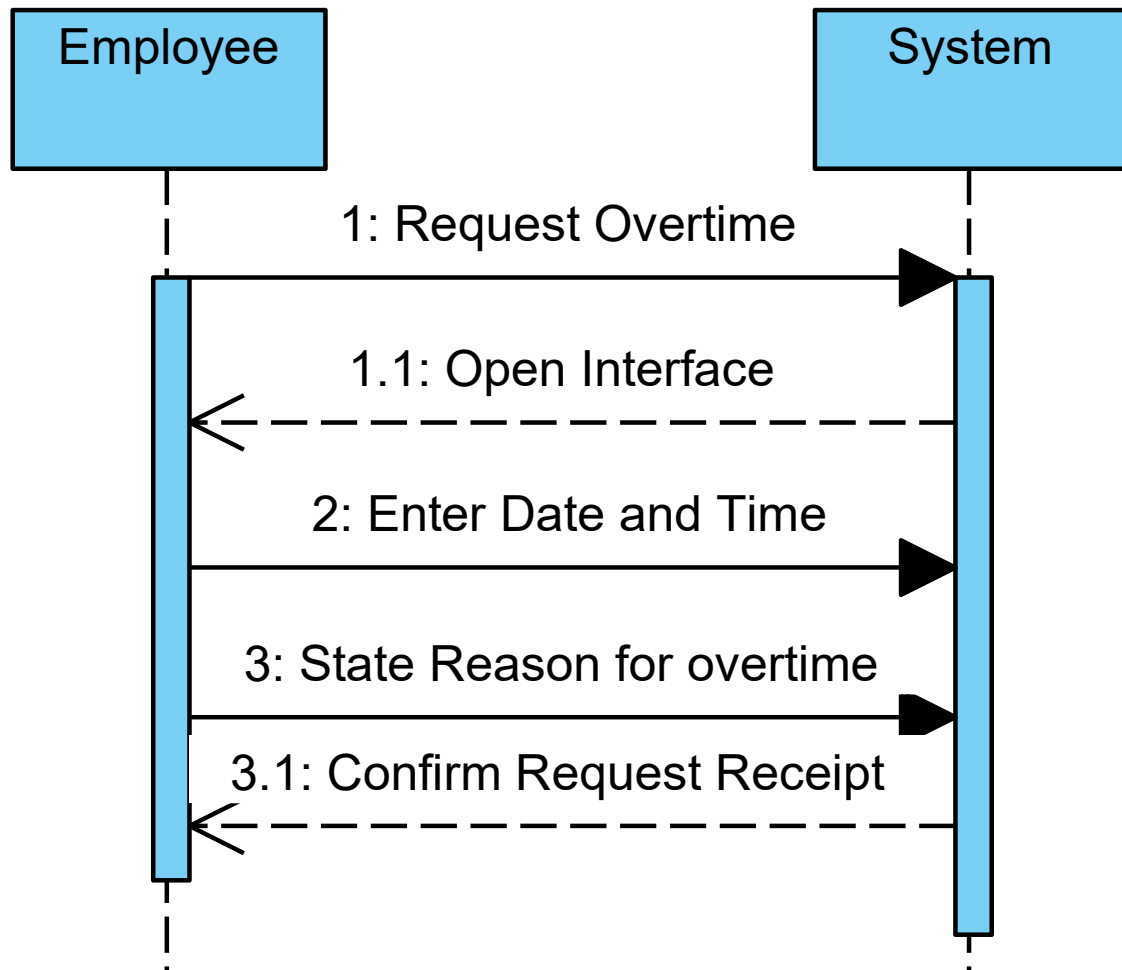 Employee
System
1: Request Overtime
1.1: Open Interface
2: Enter Date and Time
3: State Reason for overtime
3.1: Confirm Request Receipt